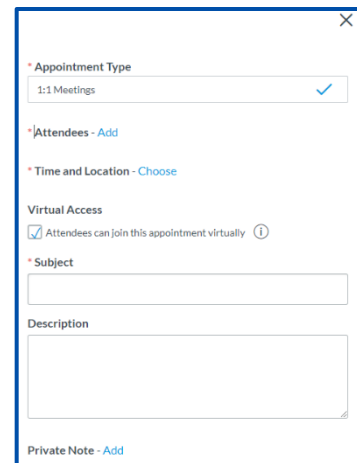 * Appointment Type
1:1 Meetings
* Attendees - Add
* Time and Location - Choose
Virtual Access
Attendees can join this appointment virtually
* Subject
Description
Private Note - Add